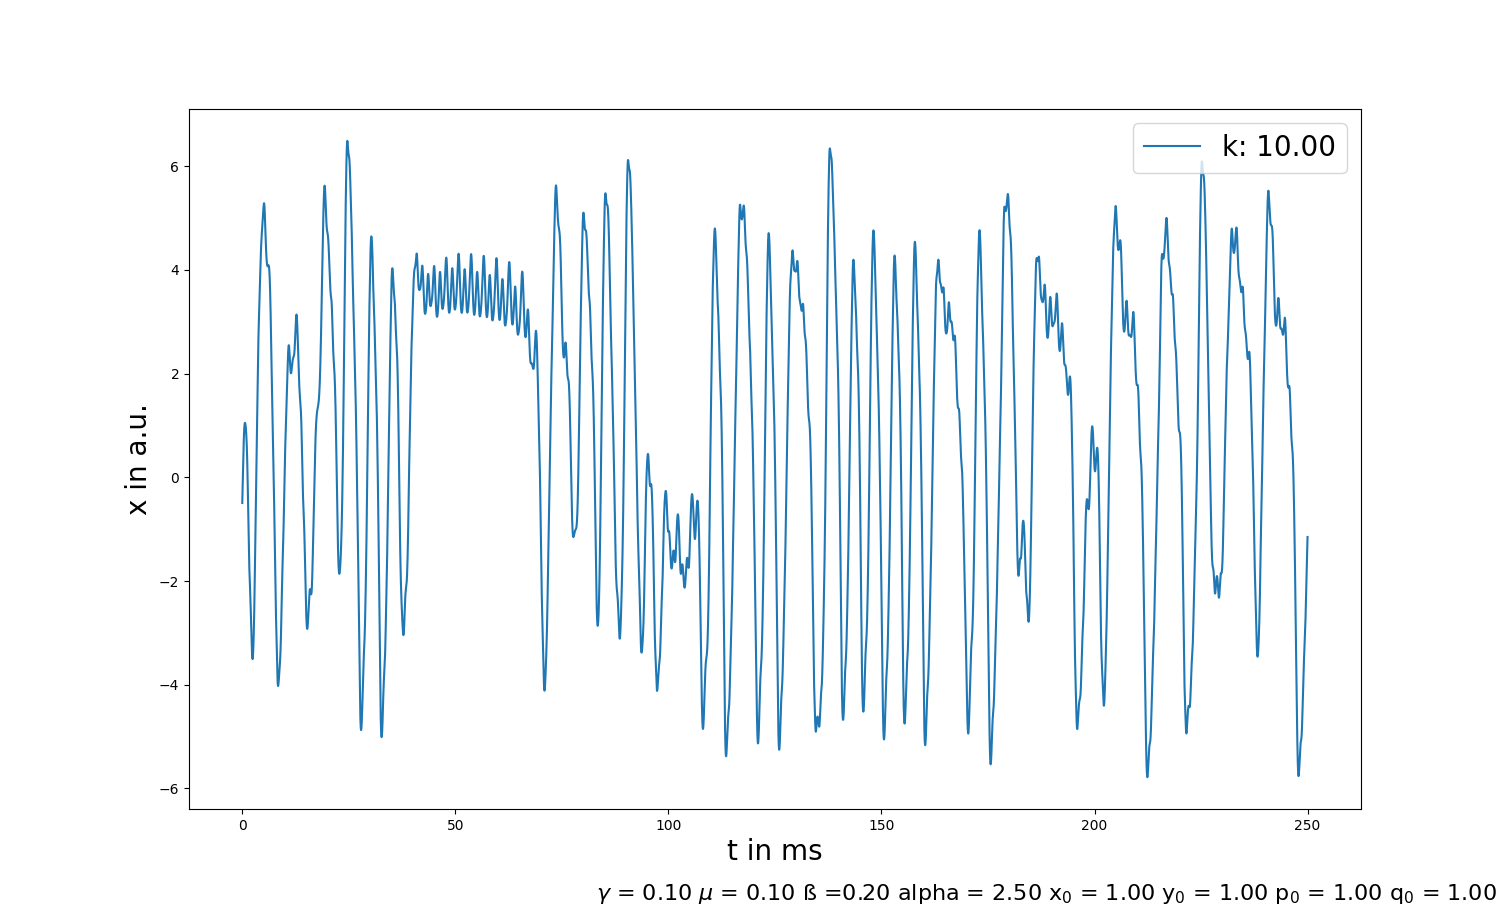 k: 10.00
6
4
2
0
−2
−4
−6
x in a.u.
0 50 100 150 200 250
t in ms
γ = 0.10 μ = 0.10 ß =0.20 alpha = 2.50 x₀ = 1.00 y₀ = 1.00 p₀ = 1.00 q₀ = 1.00